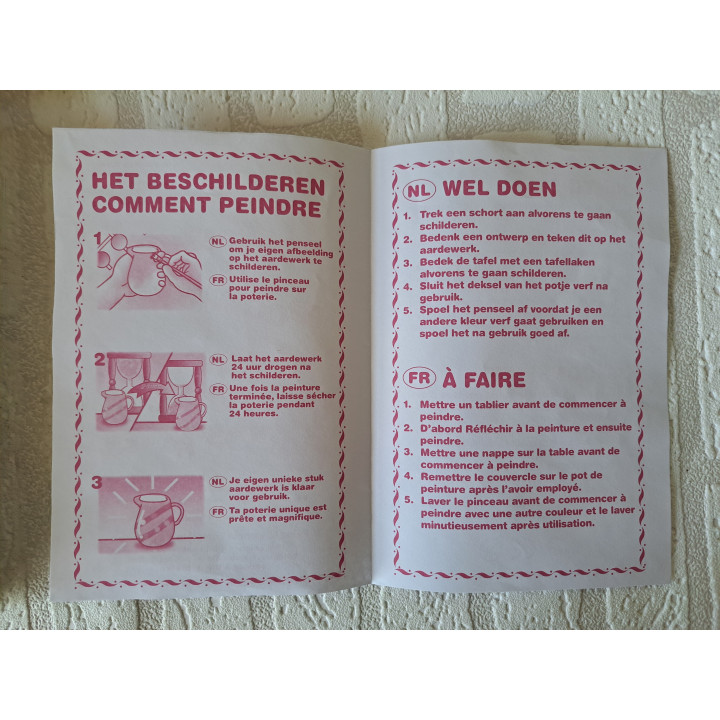 HET BESCHILDEREN
COMMENT PEINDRE
1
NL Gebruik het penseel
om je eigen afbeelding
op het aardewerk te
schilderen.
FR Utilise le pinceau
pour peindre sur
la poterie.
2
NL Laat het aardewerk
24 uur drogen na
het schilderen.
FR Une fois la peinture
terminée, laisse sécher
la poterie pendant
24 heures.
3
NL Je eigen unieke stuk
aardewerk is klaar
voor gebruik.
FR Ta poterie unique est
prête et magnifique.
NL WEL DOEN
1. Trek een schort aan alvorens te gaan
schilderen.
2. Bedenk een ontwerp en teken dit op het
aardewerk.
3. Bedek de tafel met een tafellaken
alvorens te gaan schilderen.
4. Sluit het deksel van het potje verf na
gebruik.
5. Spoel het penseel af voordat je een
andere kleur verf gaat gebruiken en
spoel het na gebruik goed af.
FR À FAIRE
1. Mettre un tablier avant de commencer à
peindre.
2. D'abord Réfléchir à la peinture et ensuite
peindre.
3. Mettre une nappe sur la table avant de
commencer à peindre.
4. Remettre le couvercle sur le pot de
peinture après l'avoir employé.
5. Laver le pinceau avant de commencer à
peindre avec une autre couleur et le laver
minutieusement après utilisation.